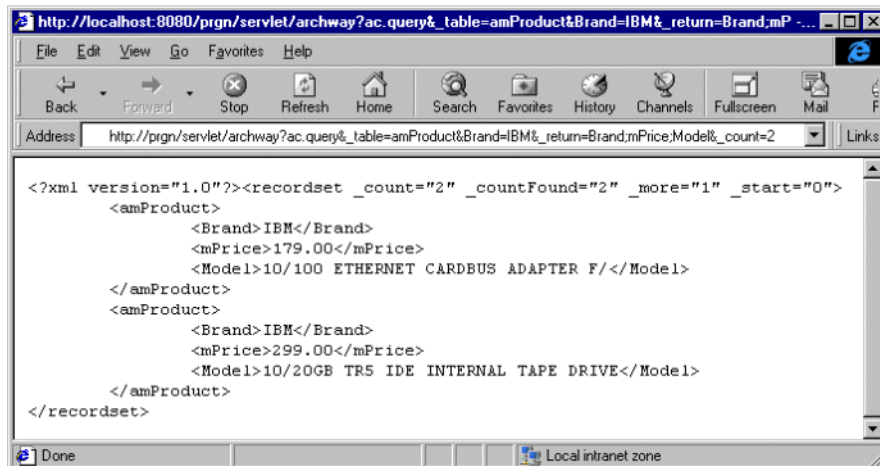 http://localhost:8080/prgn/servlet/archway?ac.query&_table=amProduct&Brand=IBM&_return=Brand;mP -...
File Edit View Go Favorites Help
Back Forward Stop Refresh Home Search Favorites History Channels Fullscreen Mail F
Address http://prgn/servlet/archway?ac.query&_table=amProduct&Brand=IBM&_return=Brand;mPrice;Model&_count=2 Links
<?xml version="1.0"?><recordset _count="2" _countFound="2" _more="1" _start="0">
<amProduct>
<Brand>IBM</Brand>
<mPrice>179.00</mPrice>
<Model>10/100 ETHERNET CARDBUS ADAPTER F/</Model>
</amProduct>
<amProduct>
<Brand>IBM</Brand>
<mPrice>299.00</mPrice>
<Model>10/20GB TR5 IDE INTERNAL TAPE DRIVE</Model>
</amProduct>
</recordset>
Done Local intranet zone